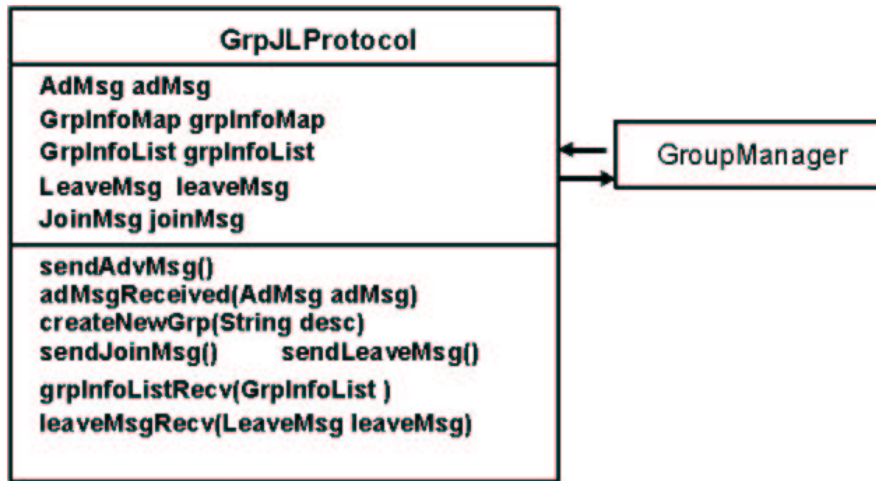 GrpJLProtocol
AdMsg adMsg
GrpInfoMap grpInfoMap
GrpInfoList grpInfoList
LeaveMsg leaveMsg
JoinMsg joinMsg
GroupManager
sendAdvMsg()
adMsgReceived(AdMsg adMsg)
createNewGrp(String desc)
sendJoinMsg() sendLeaveMsg()
grpInfoListRecv(GrpInfoList )
leaveMsgRecv(LeaveMsg leaveMsg)